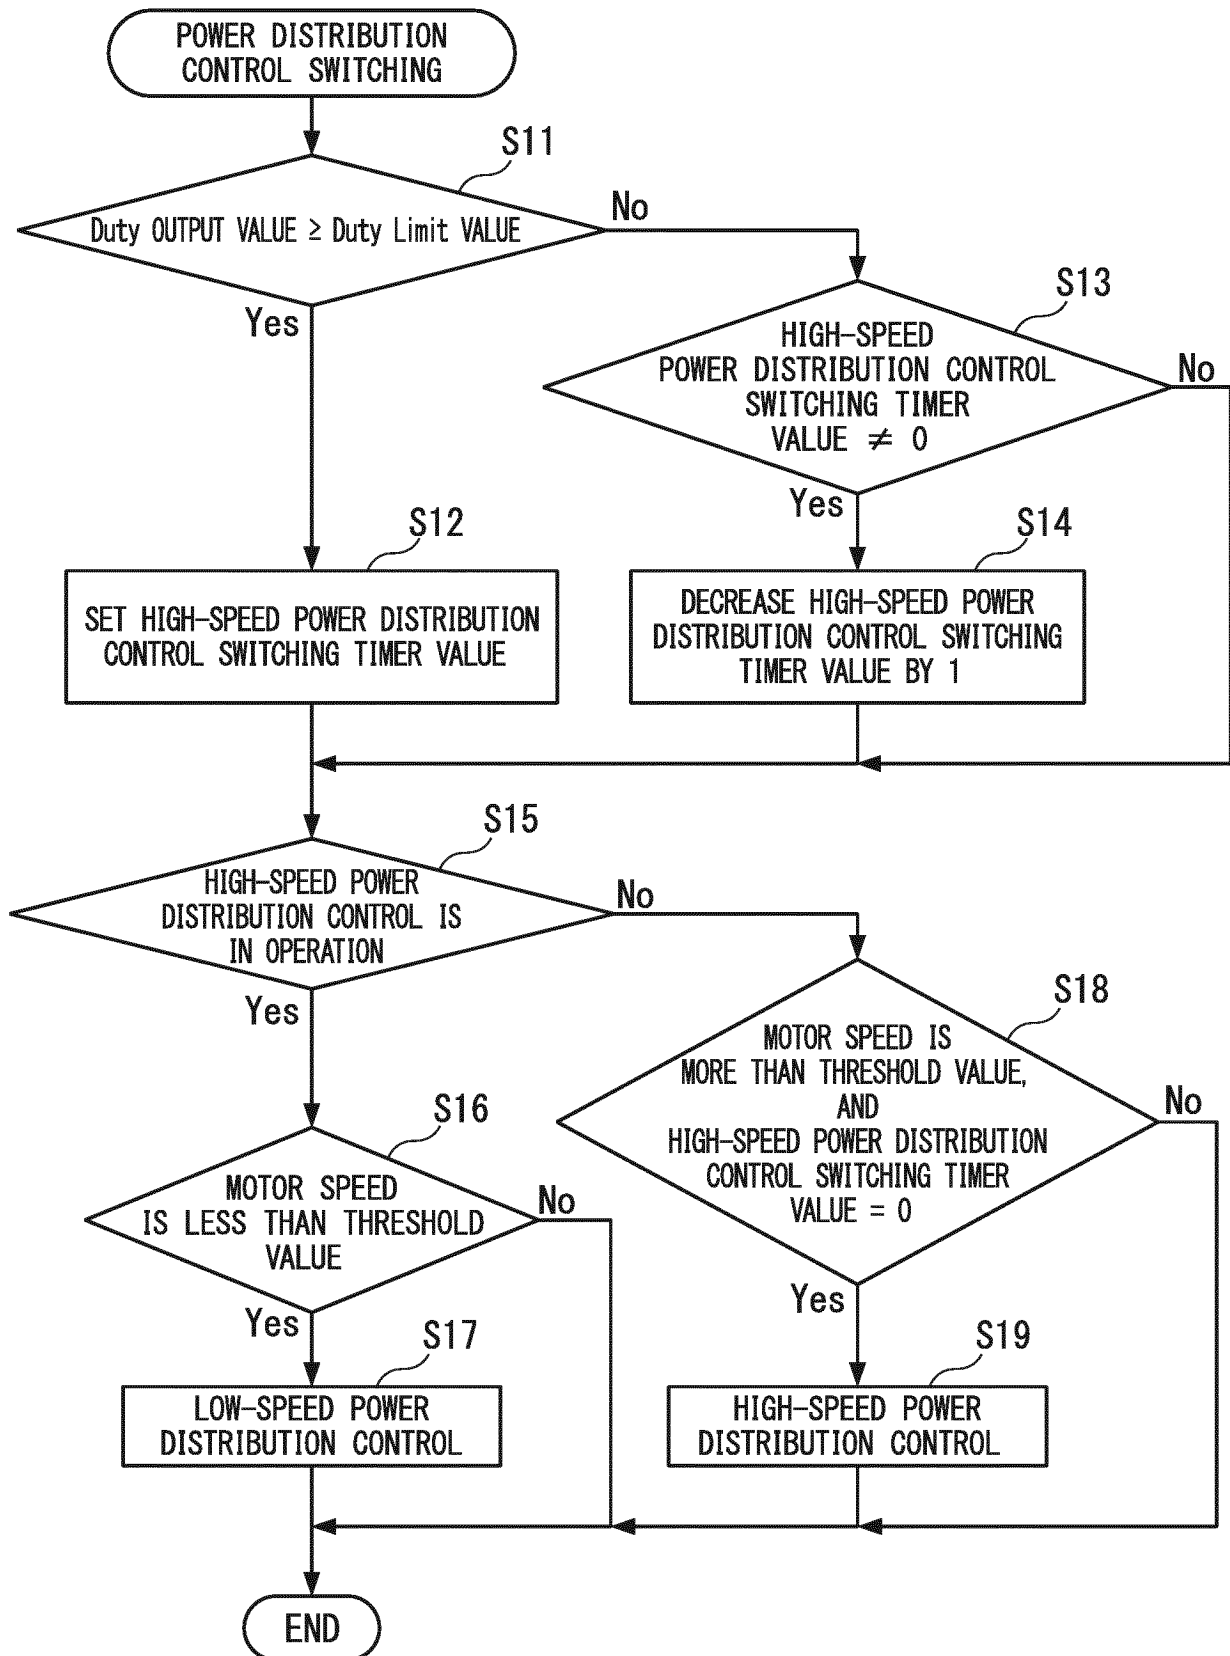 POWER DISTRIBUTION
CONTROL SWITCHING
S11
Duty OUTPUT VALUE ≥ Duty Limit VALUE
No
Yes
S13
HIGH-SPEED
POWER DISTRIBUTION CONTROL
SWITCHING TIMER
VALUE ≠ 0
No
Yes
S12
SET HIGH-SPEED POWER DISTRIBUTION
CONTROL SWITCHING TIMER VALUE
S14
DECREASE HIGH-SPEED POWER
DISTRIBUTION CONTROL SWITCHING
TIMER VALUE BY 1
S15
HIGH-SPEED POWER
DISTRIBUTION CONTROL IS
IN OPERATION
No
Yes
S18
MOTOR SPEED IS
MORE THAN THRESHOLD VALUE,
AND
HIGH-SPEED POWER DISTRIBUTION
CONTROL SWITCHING TIMER
VALUE = 0
No
Yes
S16
MOTOR SPEED
IS LESS THAN THRESHOLD
VALUE
No
Yes
S17
LOW-SPEED POWER
DISTRIBUTION CONTROL
S19
HIGH-SPEED POWER
DISTRIBUTION CONTROL
END